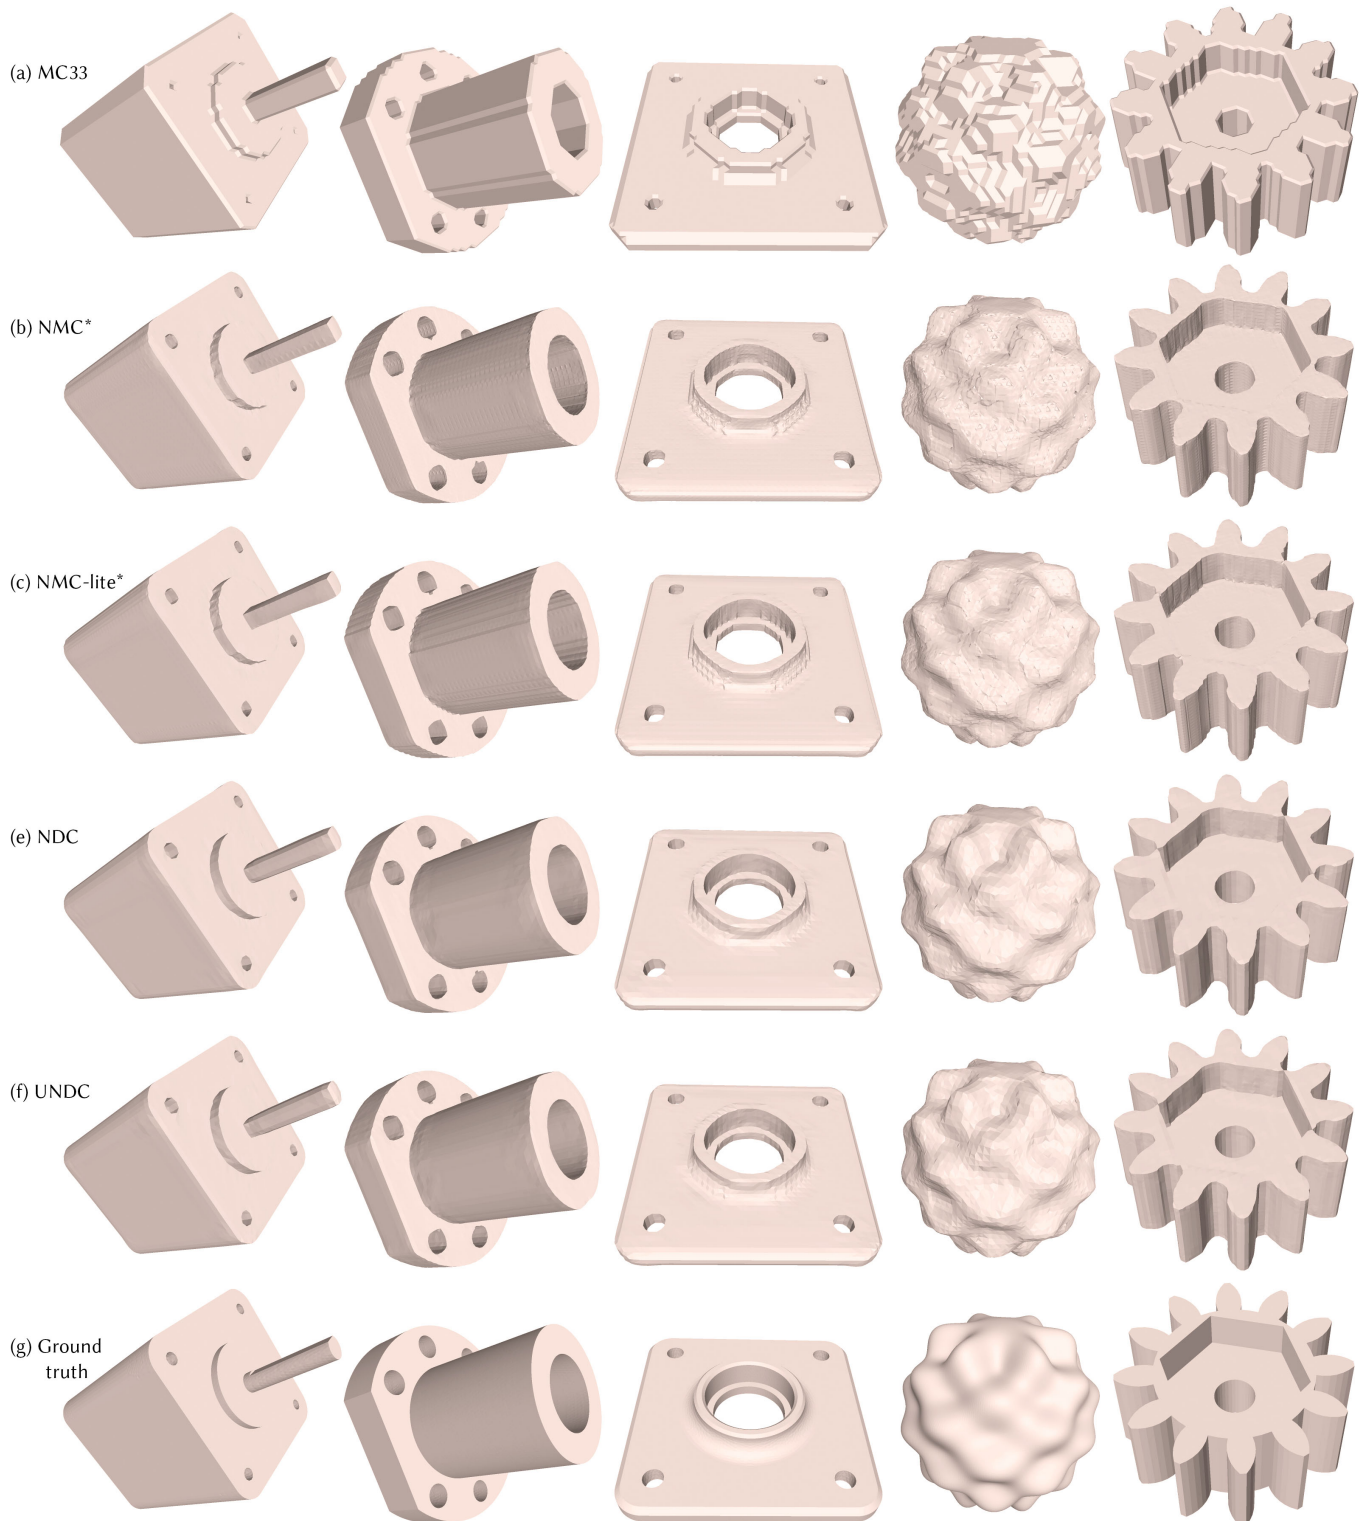 (a) MC33
(b) NMC*
(c) NMC-lite*
(e) NDC
(f) UNDC
(g) Ground
truth